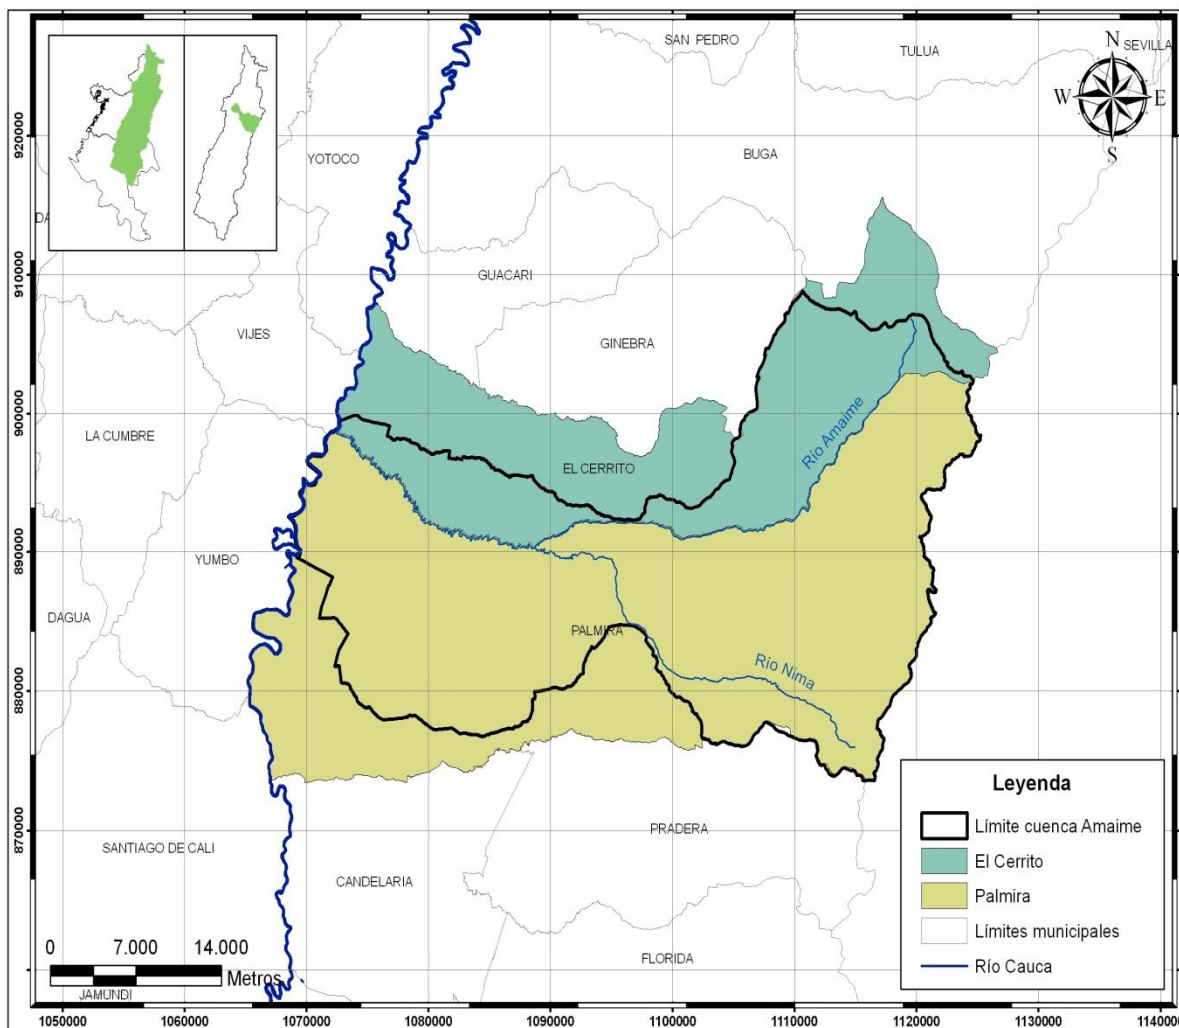 SAN PEDRO
TULUA
SEVILLA
N
W
E
S
YOTOCO
BUGA
DA
GUACARI
VIJES
GINEBRA
LA CUMBRE
EL CERRITO
Río Amaime
YUMBO
DAGUA
PALMIRA
Río Nima
PRADERA
SANTIAGO DE CALI
CANDELARIA
FLORIDA
JAMUNDI
0 7.000 14.000
Metros
Leyenda
Límite cuenca Amaime
El Cerrito
Palmira
Límites municipales
Río Cauca
920000
910000
900000
890000
880000
870000
1050000 1060000 1070000 1080000 1090000 1100000 1110000 1120000 1130000 1140000